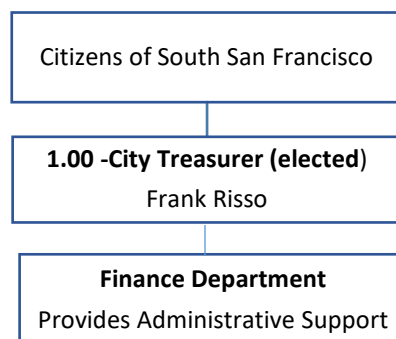 Citizens of South San Francisco
1.00 -City Treasurer (elected)
Frank Risso
Finance Department
Provides Administrative Support